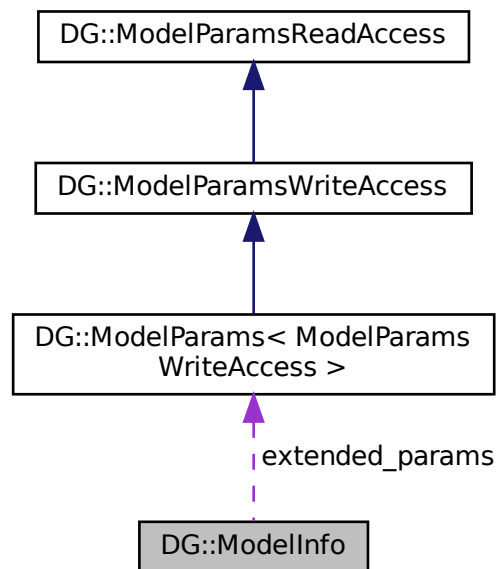 DG::ModelParamsReadAccess
DG::ModelParamsWriteAccess
DG::ModelParams< ModelParams
WriteAccess >
extended_params
DG::ModelInfo